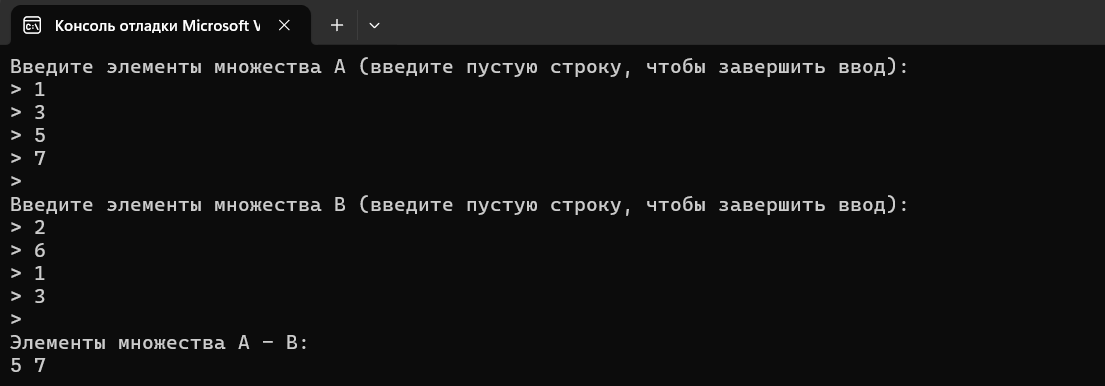 Консоль отладки Microsoft V
Введите элементы множества A (введите пустую строку, чтобы завершить ввод):
> 1
> 3
> 5
> 7
>
Введите элементы множества B (введите пустую строку, чтобы завершить ввод):
> 2
> 6
> 1
> 3
>
Элементы множества A - B:
5 7